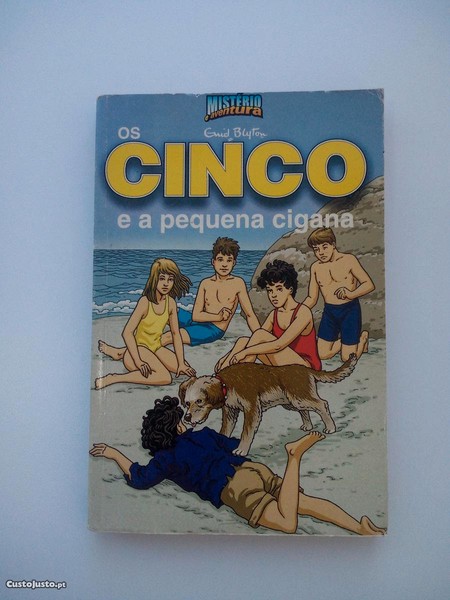 MISTÉRIO
e aventura
OS
Enid Blyton
CINCO
e a pequena cigana
CustoJusto.pt